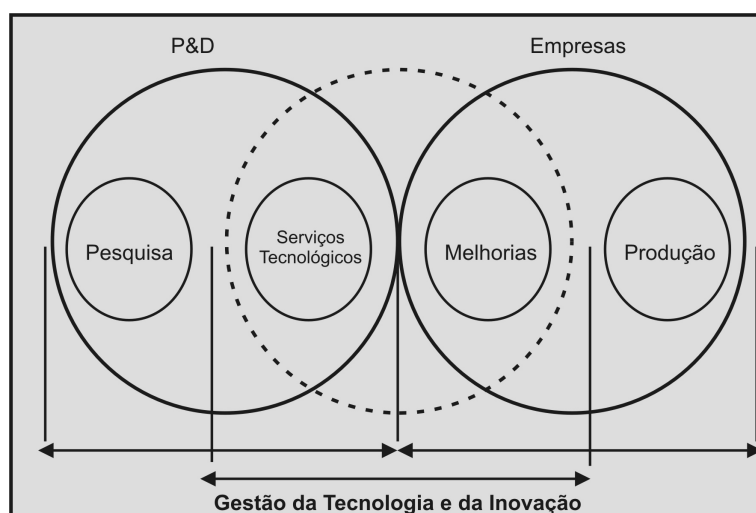 P&D
Empresas
Pesquisa
Serviços
Tecnológicos
Melhorias
Produção
Gestão da Tecnologia e da Inovação